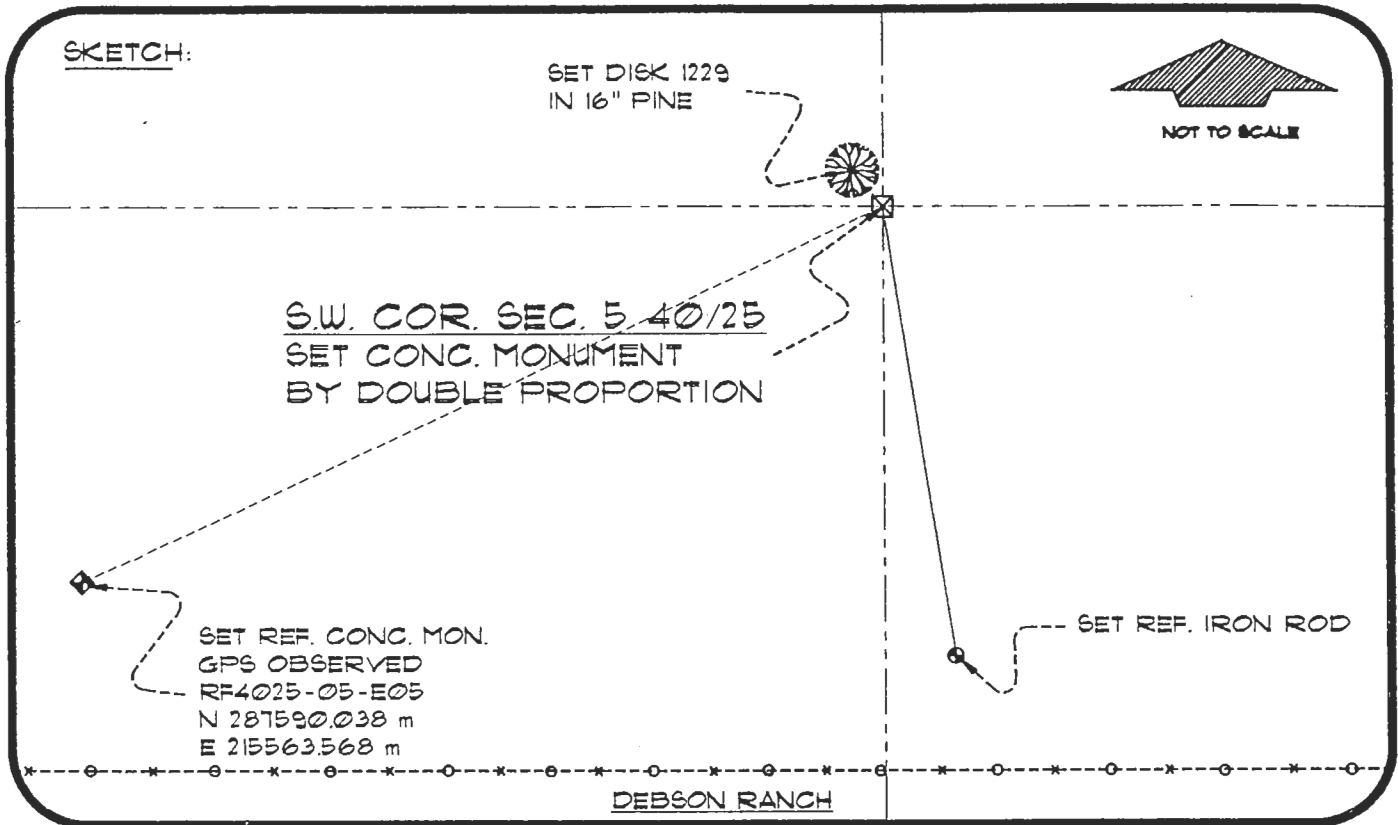 SKETCH:
SET DISK 1229
IN 16" PINE
NOT TO SCALE
S.W. COR. SEC. 5 40/25
SET CONC. MONUMENT
BY DOUBLE PROPORTION
SET REF. CONC. MON.
GPS OBSERVED
RF4025-05-E05
N 287590.038 m
E 215563.568 m
SET REF. IRON ROD
DEBSON RANCH